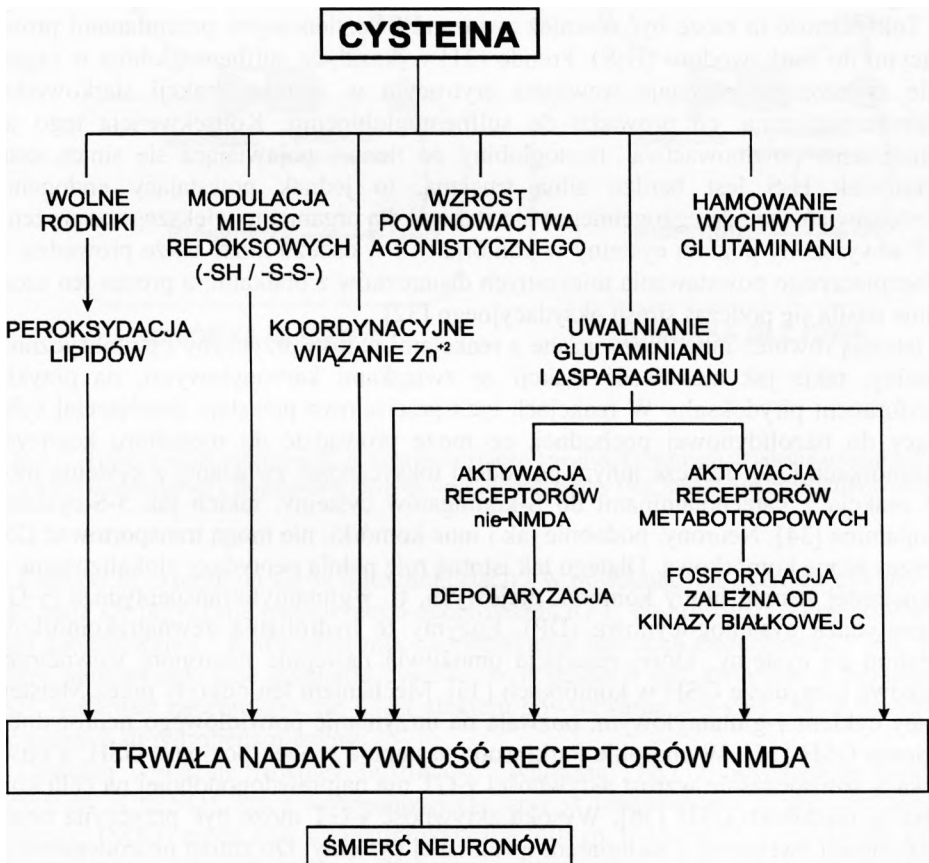 CYSTEINA
WOLNE
RODNIKI
MODULACJA
MIEJSC
REDOKSOWYCH
(-SH / -S-S-)
WZROST
POWINOWACTWA
AGONISTYCZNEGO
HAMOWANIE
WYCHWYTU
GLUTAMINIANU
PEROKSYDACJA
LIPIDÓW
KOORDYNACYJNE
WIĄZANIE Zn⁺²
UWALNIANIE
GLUTAMINIANU
ASPARAGINIANU
AKTYWACJA
RECEPTORÓW
nie-NMDA
AKTYWACJA
RECEPTORÓW
METABOTROPOWYCH
DEPOLARYZACJA
FOSFORYLACJA
ZALEŻNA OD
KINAZY BIAŁKOWEJ C
TRWAŁA NADAKTYWNOŚĆ RECEPTORÓW NMDA
ŚMIERĆ NEURONÓW